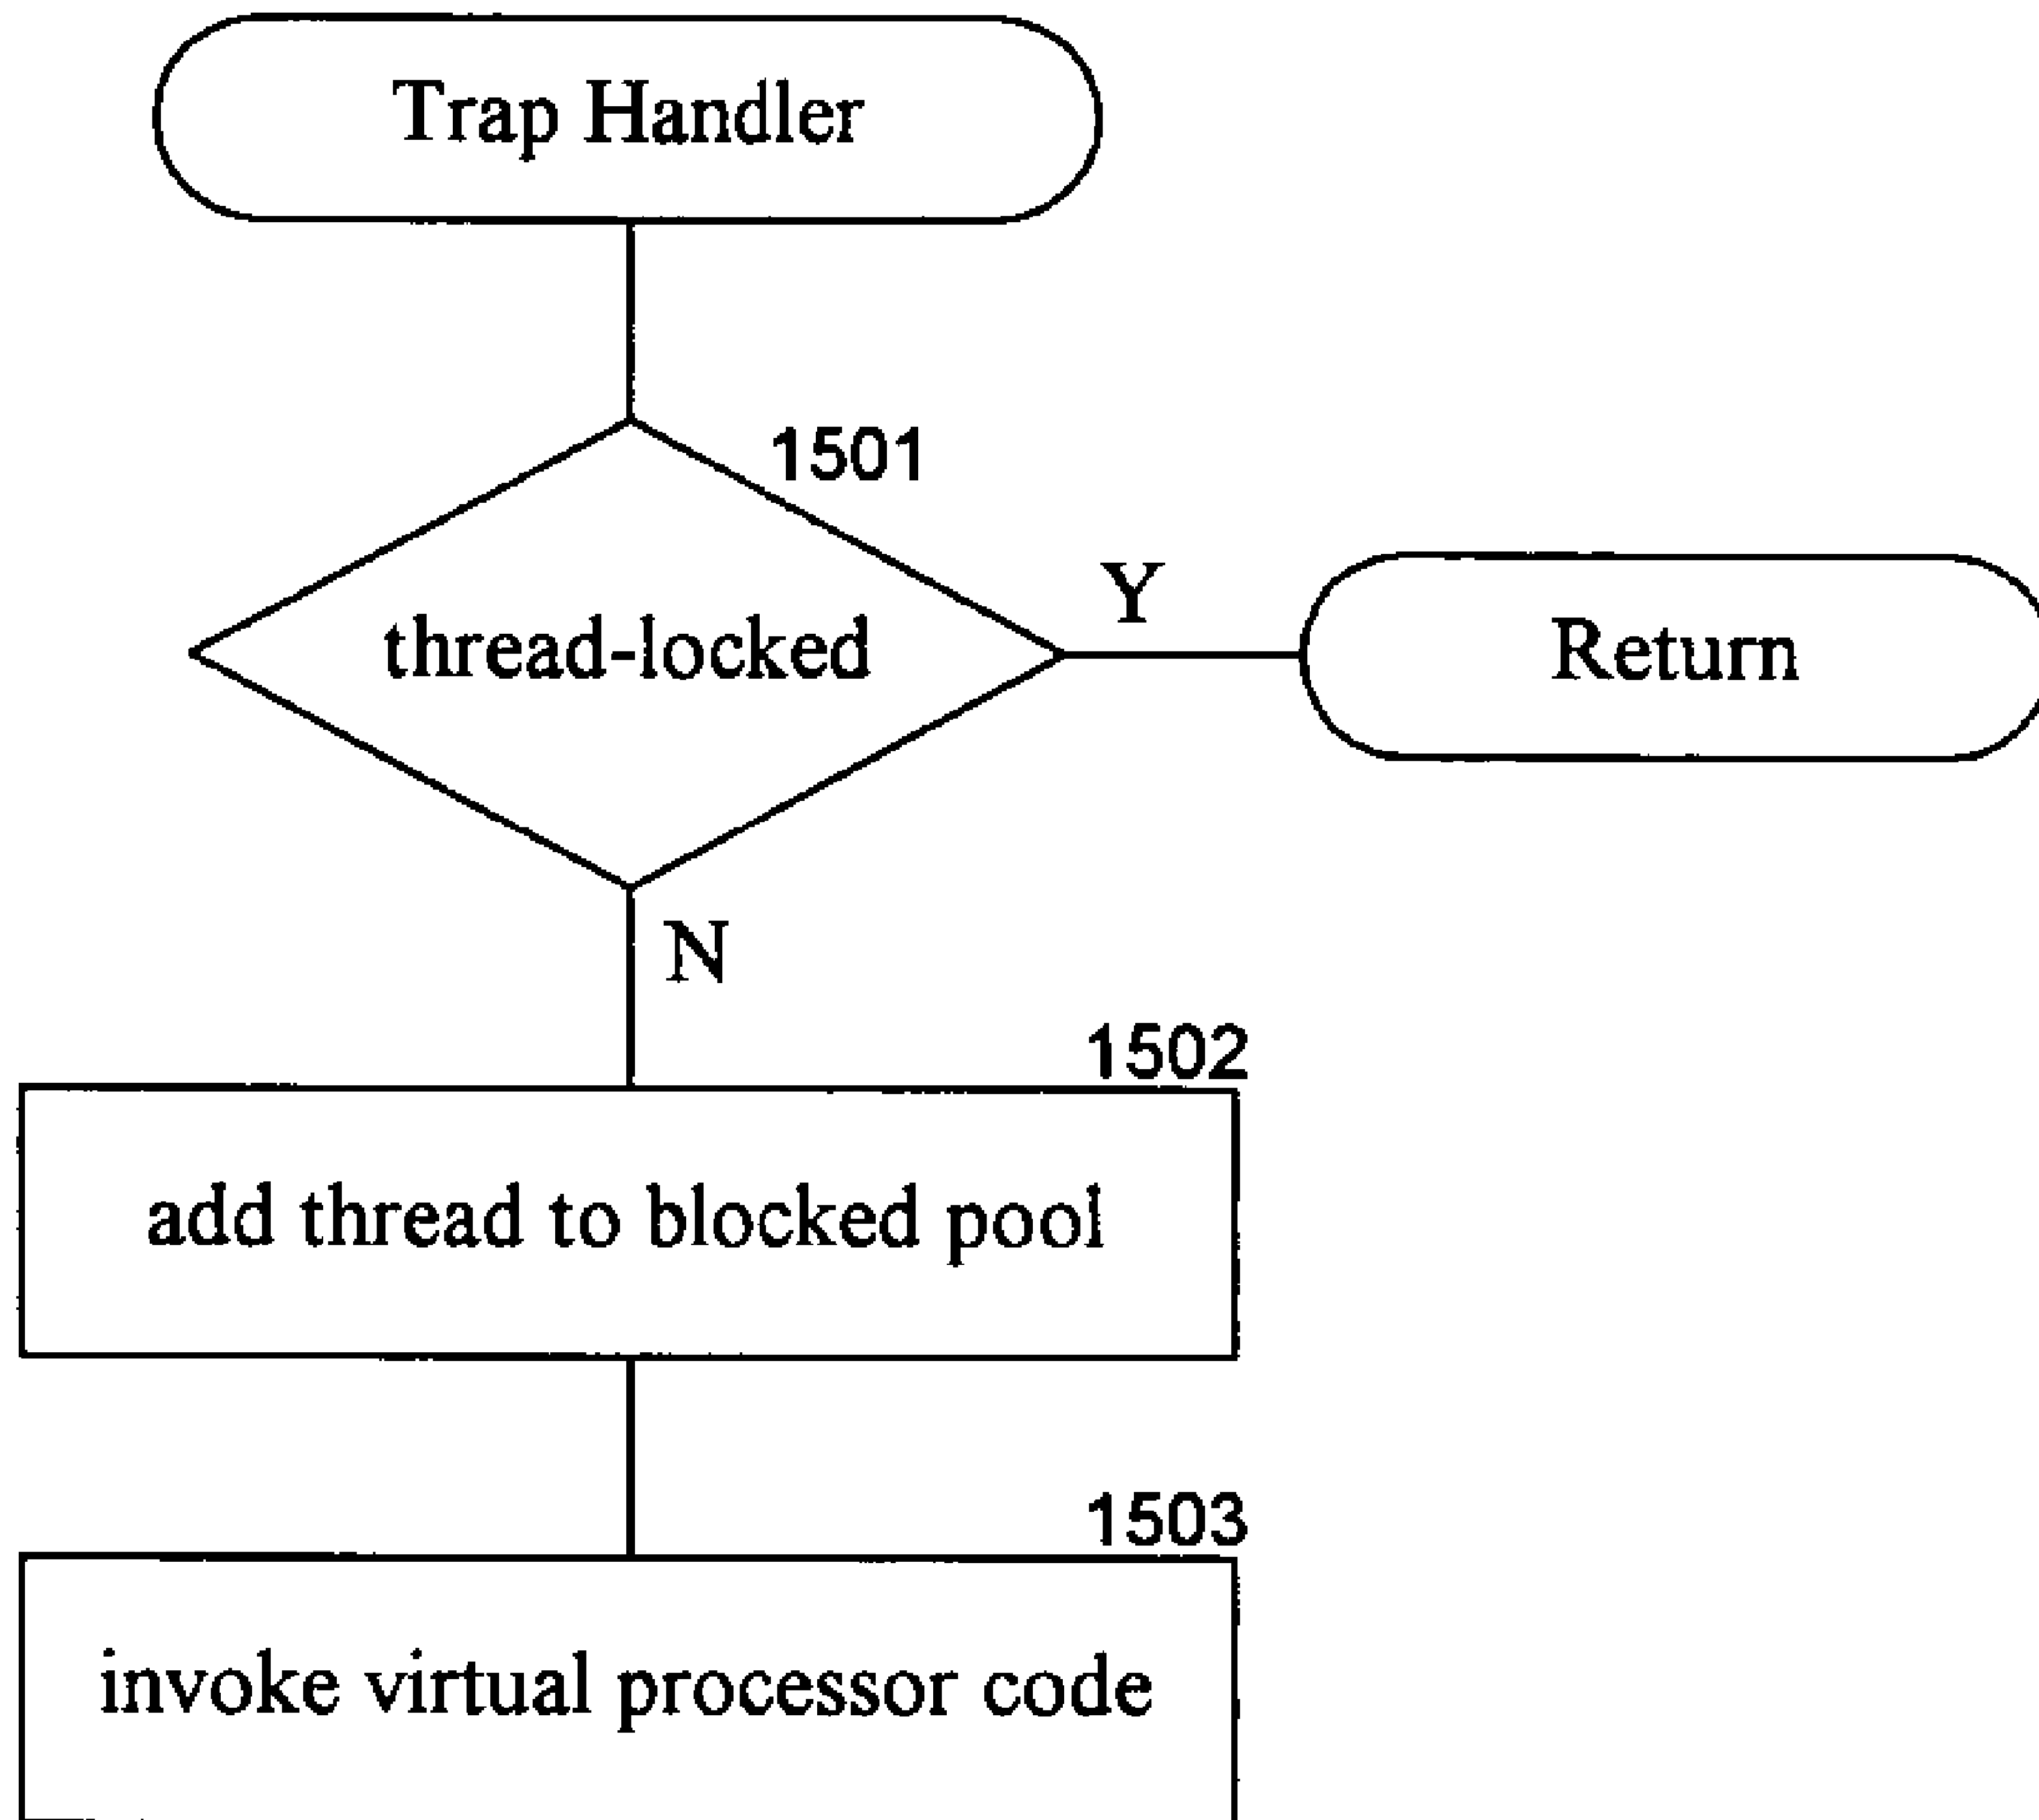 Trap Handler
1501
thread-locked
Y
Return
N
1502
add thread to blocked pool
1503
invoke virtual processor code